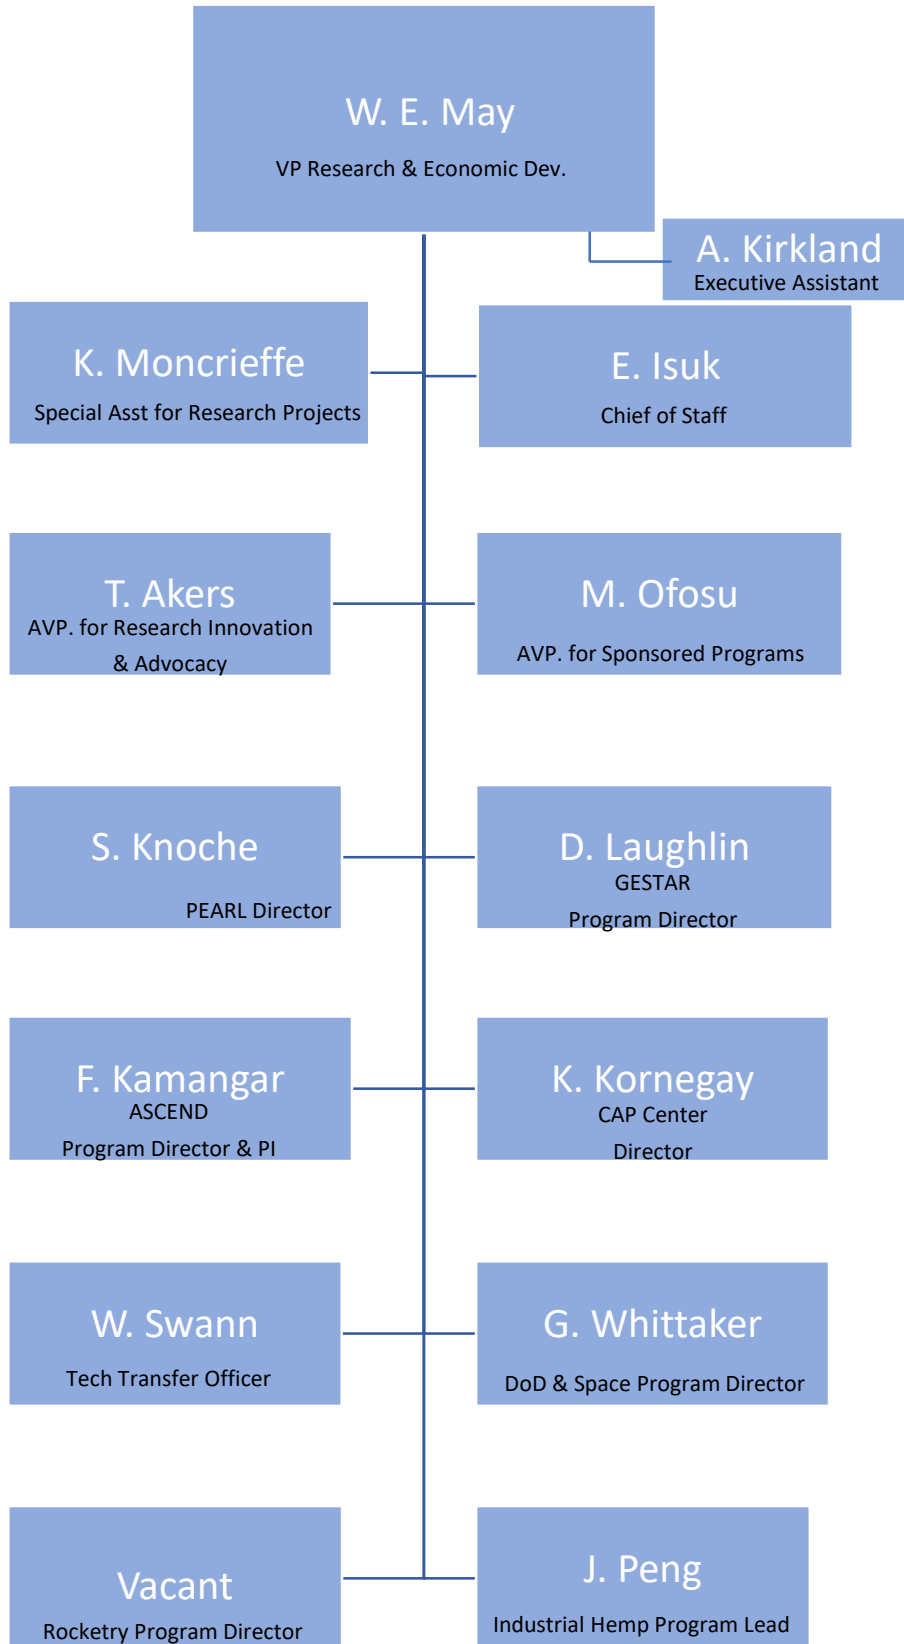 W. E. May
VP Research & Economic Dev.
A. Kirkland
Executive Assistant
K. Moncrieffe
Special Asst for Research Projects
E. Isuk
Chief of Staff
T. Akers
AVP. for Research Innovation
& Advocacy
M. Ofosu
AVP. for Sponsored Programs
S. Knoche
PEARL Director
D. Laughlin
GESTAR
Program Director
F. Kamangar
ASCEND
Program Director & PI
K. Kornegay
CAP Center
Director
W. Swann
Tech Transfer Officer
G. Whittaker
DoD & Space Program Director
Vacant
Rocketry Program Director
J. Peng
Industrial Hemp Program Lead